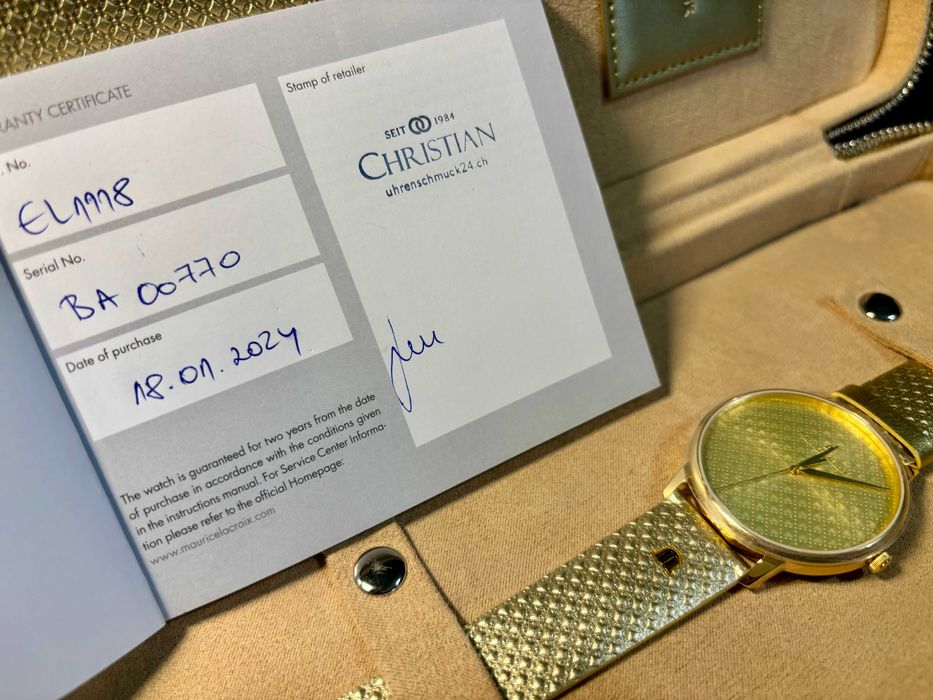 ANTY CERTIFICATE
. No.
EL1118
Serial No.
BA 00770
Date of purchase
18.01.2024
The watch is guaranteed for two years from the date
of purchase in accordance with the conditions given
in the instructions manual. For Service Center Informa-
tion please refer to the official Homepage:
www.mauricelacroix.com
Stamp of retailer
SEIT 1984
CHRISTIAN
uhrenschmuck24.ch